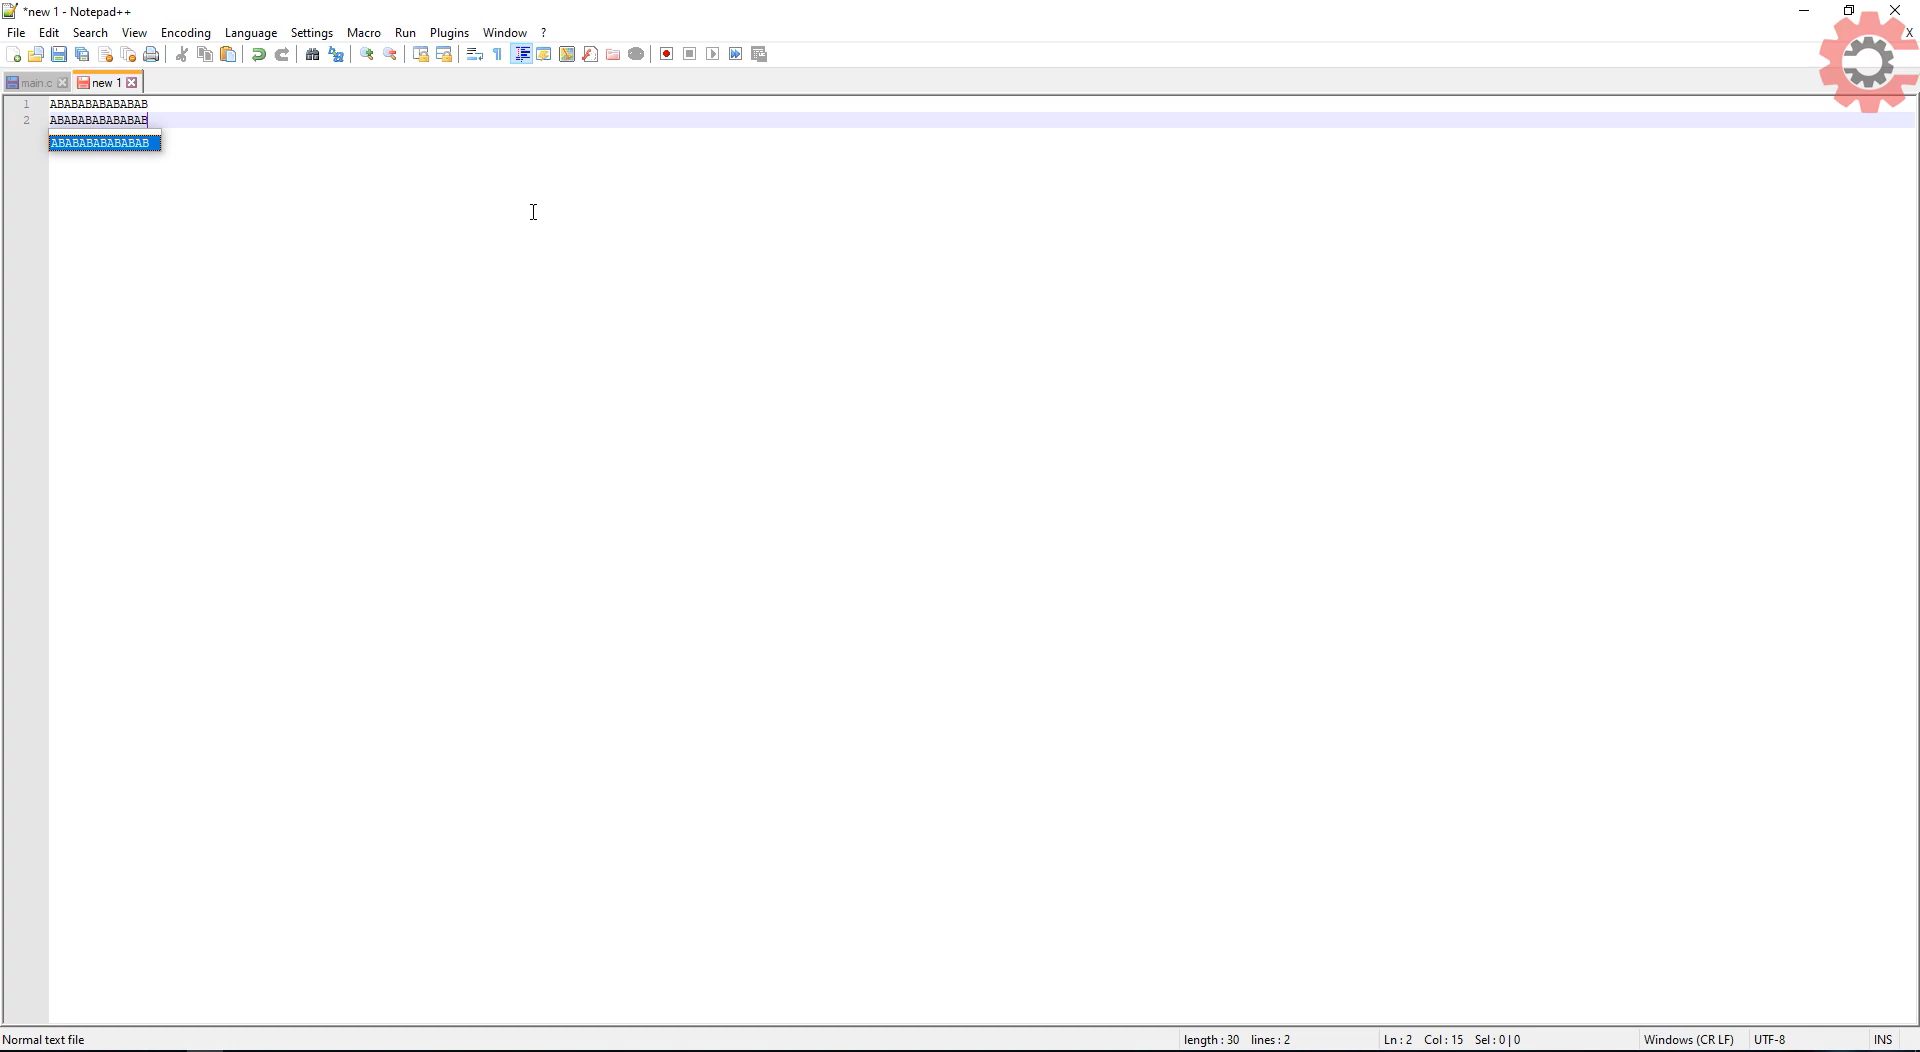 *new 1 - Notepad++
File Edit Search View Encoding Language Settings Macro Run Plugins Window ? X
main.c new 1
1 ABABABABABABAB
2 ABABABABABABAB
ABABABABABABAB
Normal text file length : 30 lines : 2 Ln : 2 Col : 15 Sel : 0 | 0 Windows (CR LF) UTF-8 INS